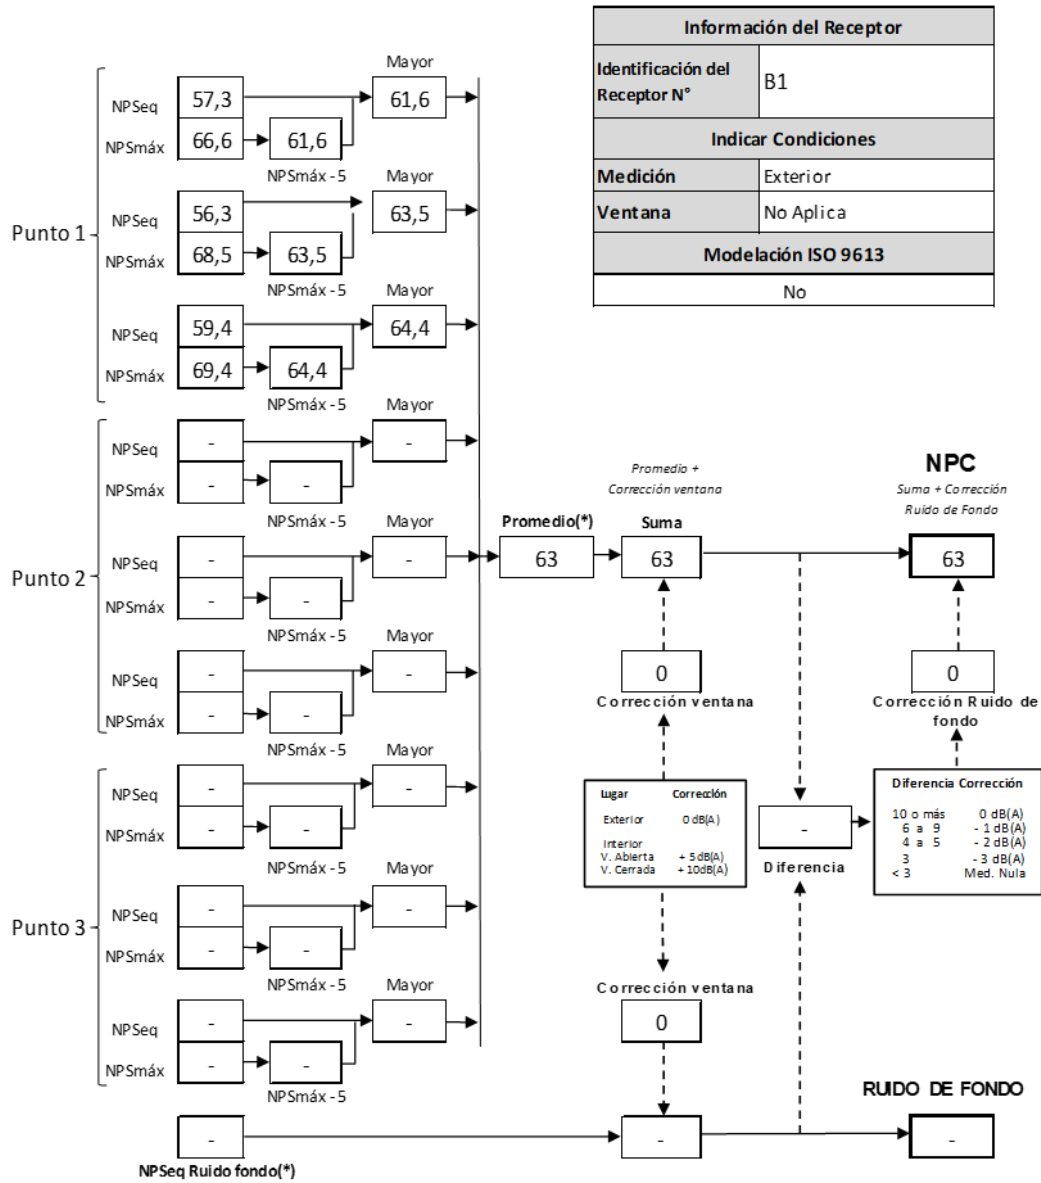 Información del Receptor
Identificación del Receptor N°
B1
Indicar Condiciones
Medición Exterior
Ventana No Aplica
Modelación ISO 9613
No
Punto 1
Mayor
NPSeq 57,3 61,6
NPSmáx 66,6 61,6
NPSmáx - 5
Mayor
NPSeq 56,3 63,5
NPSmáx 68,5 63,5
NPSmáx - 5
Mayor
NPSeq 59,4 64,4
NPSmáx 69,4 64,4
NPSmáx - 5
Punto 2
Mayor
NPSeq - -
NPSmáx - -
NPSmáx - 5
Mayor
NPSeq - -
NPSmáx - -
NPSmáx - 5
Mayor
NPSeq - -
NPSmáx - -
NPSmáx - 5
Punto 3
Mayor
NPSeq - -
NPSmáx - -
NPSmáx - 5
Mayor
NPSeq - -
NPSmáx - -
NPSmáx - 5
Mayor
NPSeq - -
NPSmáx - -
NPSmáx - 5
-
NPSeq Ruido fondo(*)
Promedio(*)
63
Promedio +
Corrección ventana
Suma
63
0
Corrección ventana
Lugar Corrección
Exterior 0 dB(A)
Interior
V. Abierta + 5dB(A)
V. Cerrada + 10dB(A)
Corrección ventana
0
-
-
Diferencia
NPC
Suma + Corrección
Ruido de Fondo
63
0
Corrección Ruido de
fondo
Diferencia Corrección
10 o más 0 dB(A)
6 a 9 - 1 dB(A)
4 a 5 - 2 dB(A)
3 - 3 dB(A)
< 3 Med. Nula
RUIDO DE FONDO
-